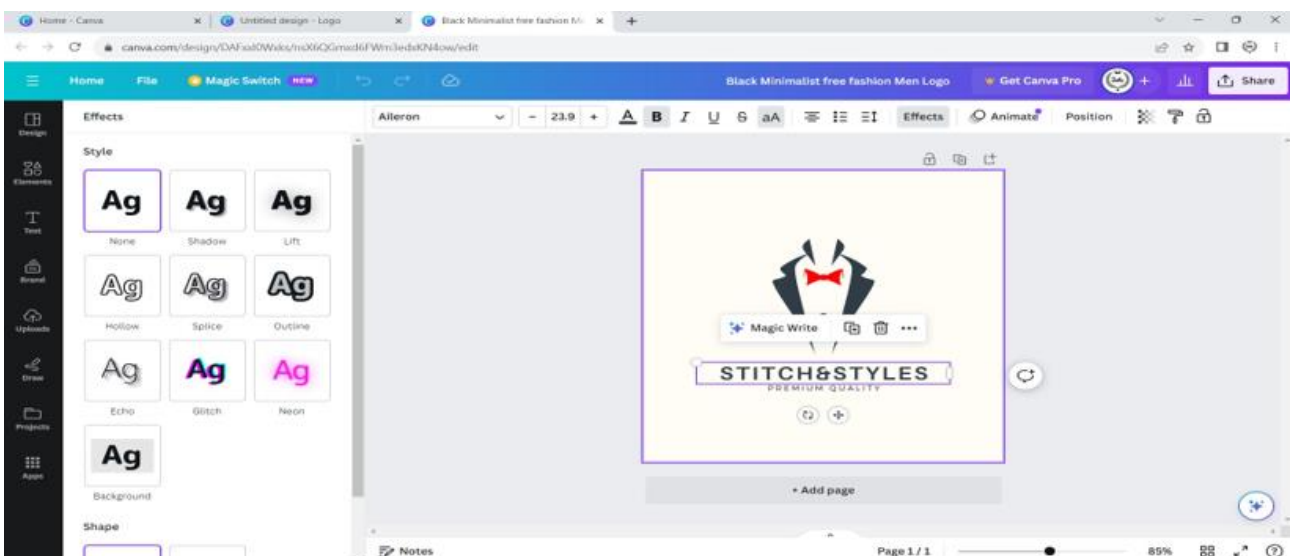 Home - Canva
Untitled design - Logo
Black Minimalist free fashion M
Home
File
Magic Switch
NEW
Black Minimalist free fashion Men Logo
Get Canva Pro
Share
Design
Elements
Text
Brand
Uploads
Draw
Projects
Apps
Effects
Style
Ag
None
Ag
Shadow
Ag
Lift
Ag
Hollow
Ag
Splice
Ag
Outline
Ag
Echo
Ag
Glitch
Ag
Neon
Ag
Background
Shape
Aileron
- 23.9 +
A B I U S aA
Effects
Animate
Position
Magic Write
STITCH&STYLES
PREMIUM QUALITY
+ Add page
Notes
Page 1 / 1
85%